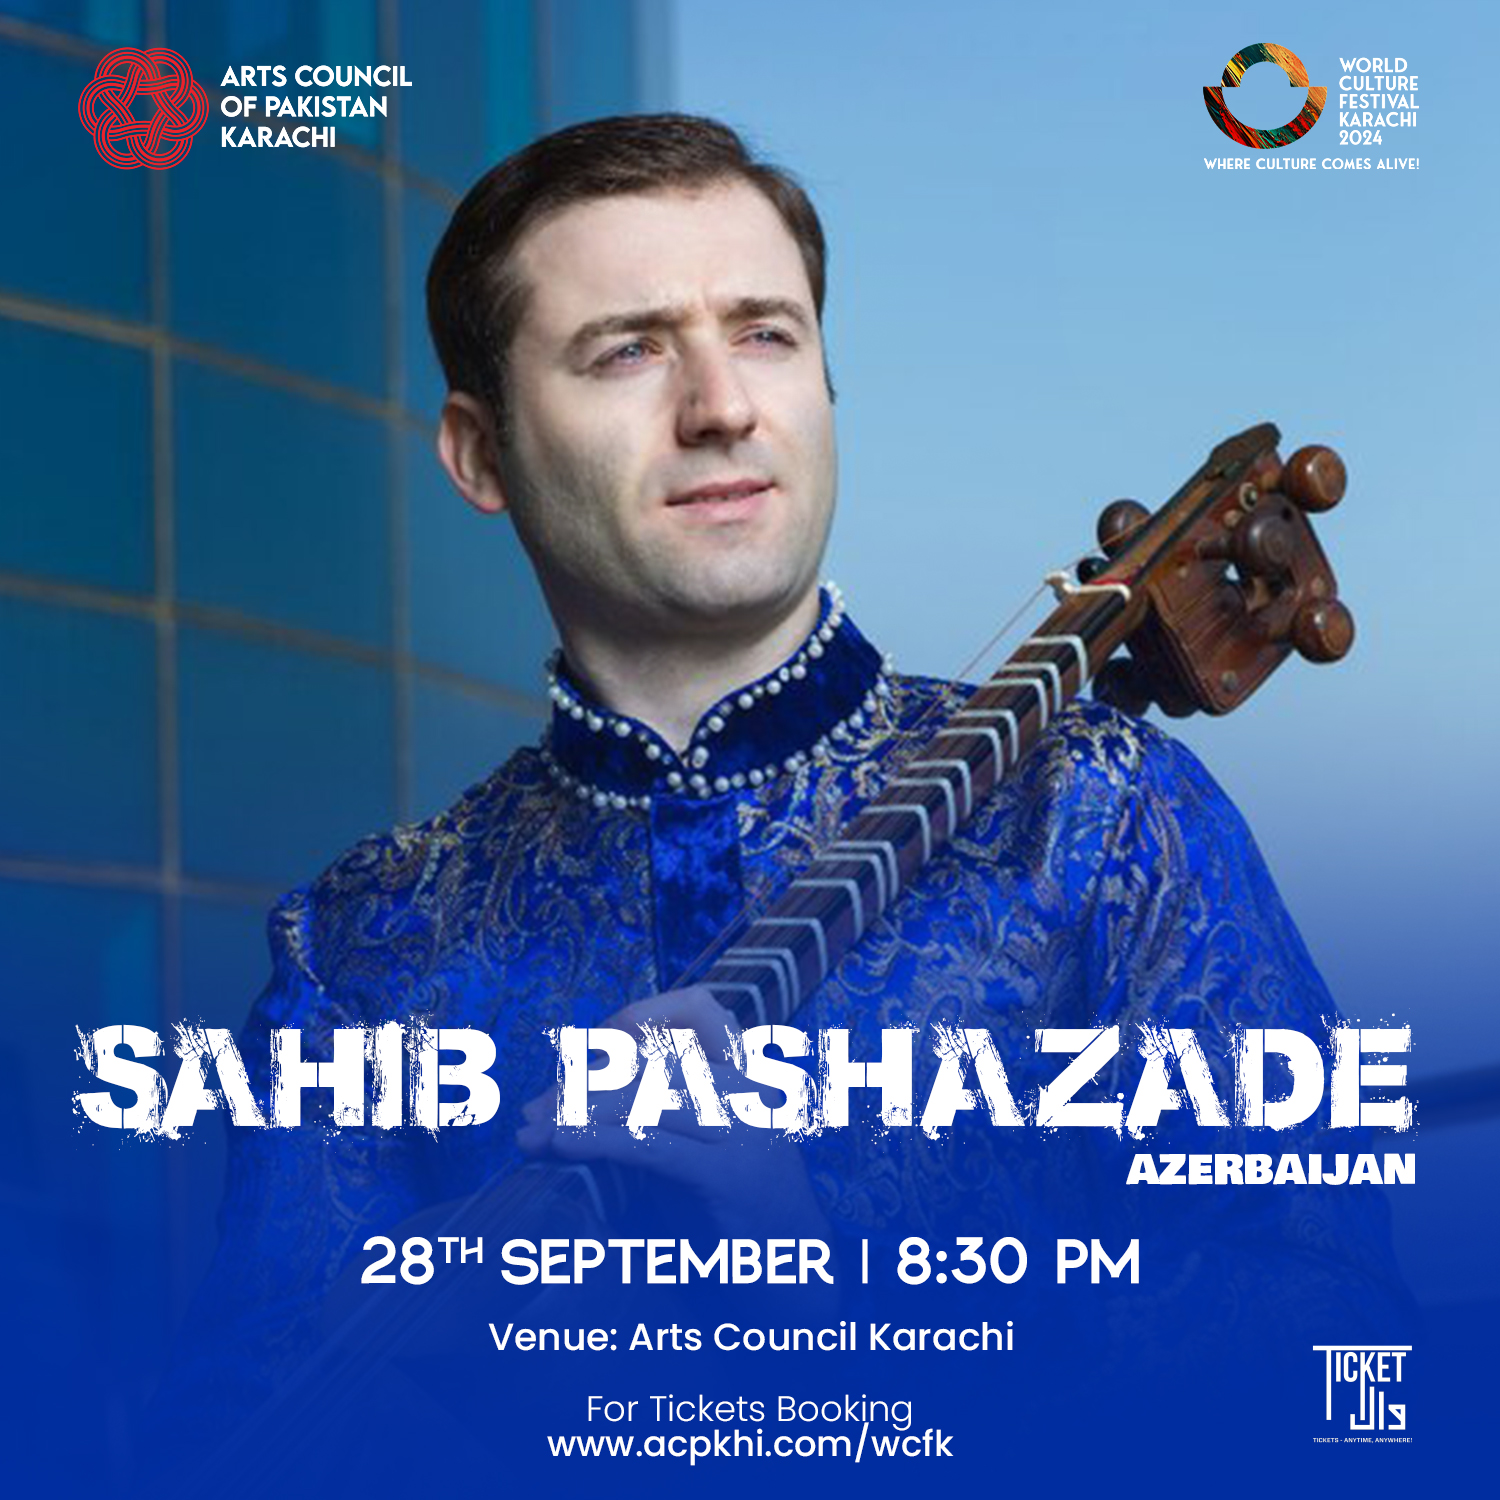 ARTS COUNCIL
OF PAKISTAN
KARACHI
WORLD
CULTURE
FESTIVAL
KARACHI
2024
WHERE CULTURE COMES ALIVE!
SAHIB PASHAZADE
AZERBAIJAN
28TH SEPTEMBER | 8:30 PM
Venue: Arts Council Karachi
For Tickets Booking
www.acpkhi.com/wcfk
TICKET
والا
TICKETS - ANYTIME, ANYWHERE!